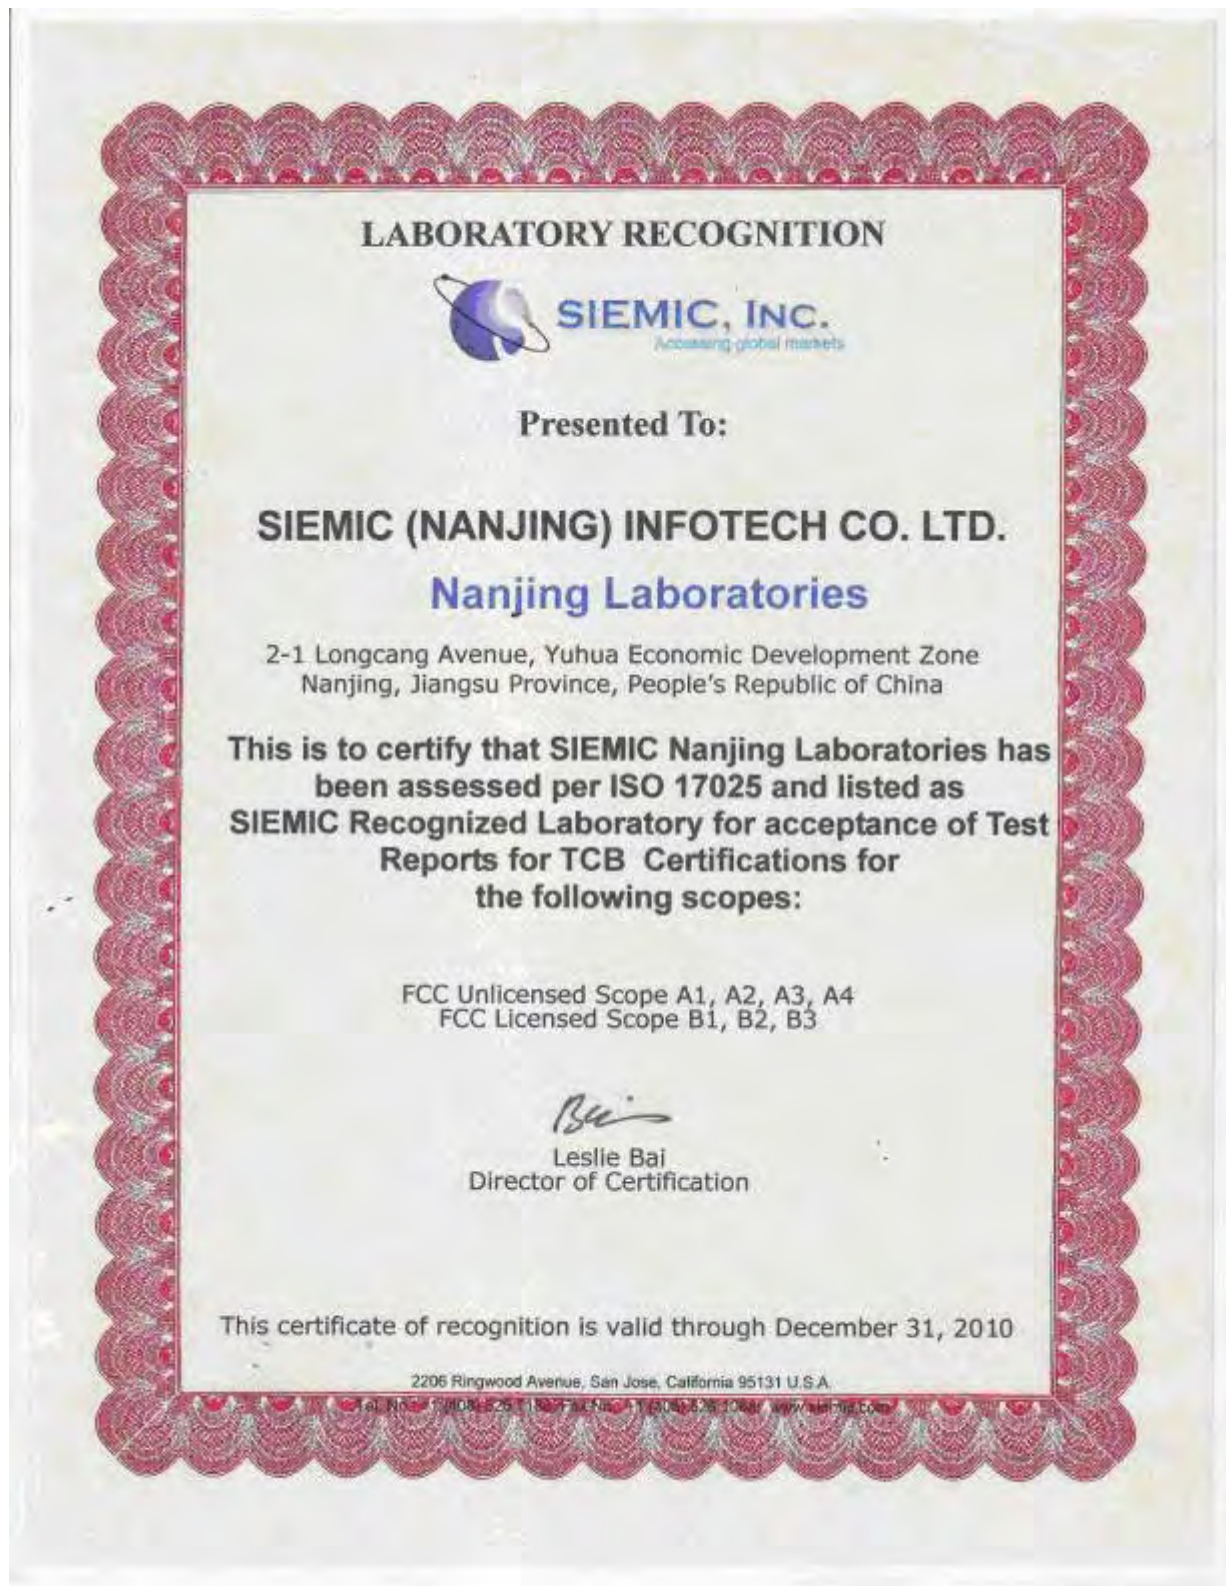 LABORATORY RECOGNITION
SIEMIC, INC.
Accessing global markets
Presented To:
SIEMIC (NANJING) INFOTECH CO. LTD.
Nanjing Laboratories
2-1 Longcang Avenue, Yuhua Economic Development Zone
Nanjing, Jiangsu Province, People's Republic of China
This is to certify that SIEMIC Nanjing Laboratories has
been assessed per ISO 17025 and listed as
SIEMIC Recognized Laboratory for acceptance of Test
Reports for TCB Certifications for
the following scopes:
FCC Unlicensed Scope A1, A2, A3, A4
FCC Licensed Scope B1, B2, B3
Leslie Bai
Director of Certification
This certificate of recognition is valid through December 31, 2010
2206 Ringwood Avenue, San Jose, California 95131 U.S.A.